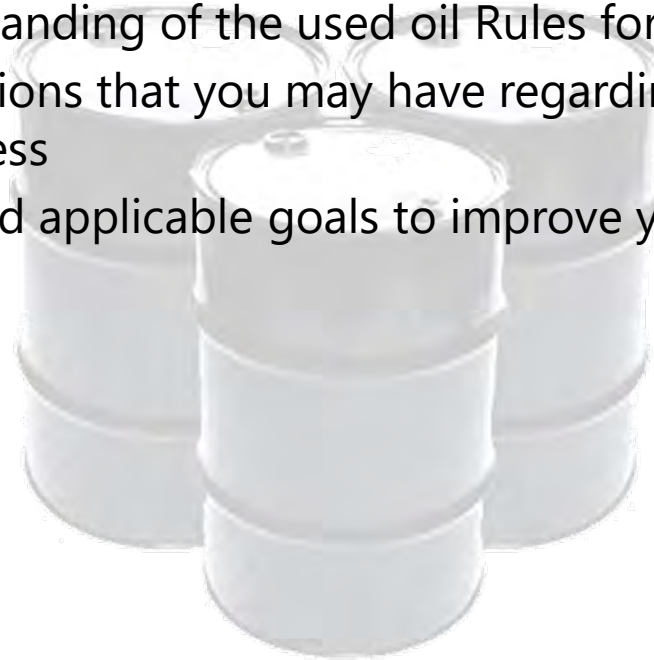 anding of the used oil Rules for
ions that you may have regardin
ess
d applicable goals to improve y